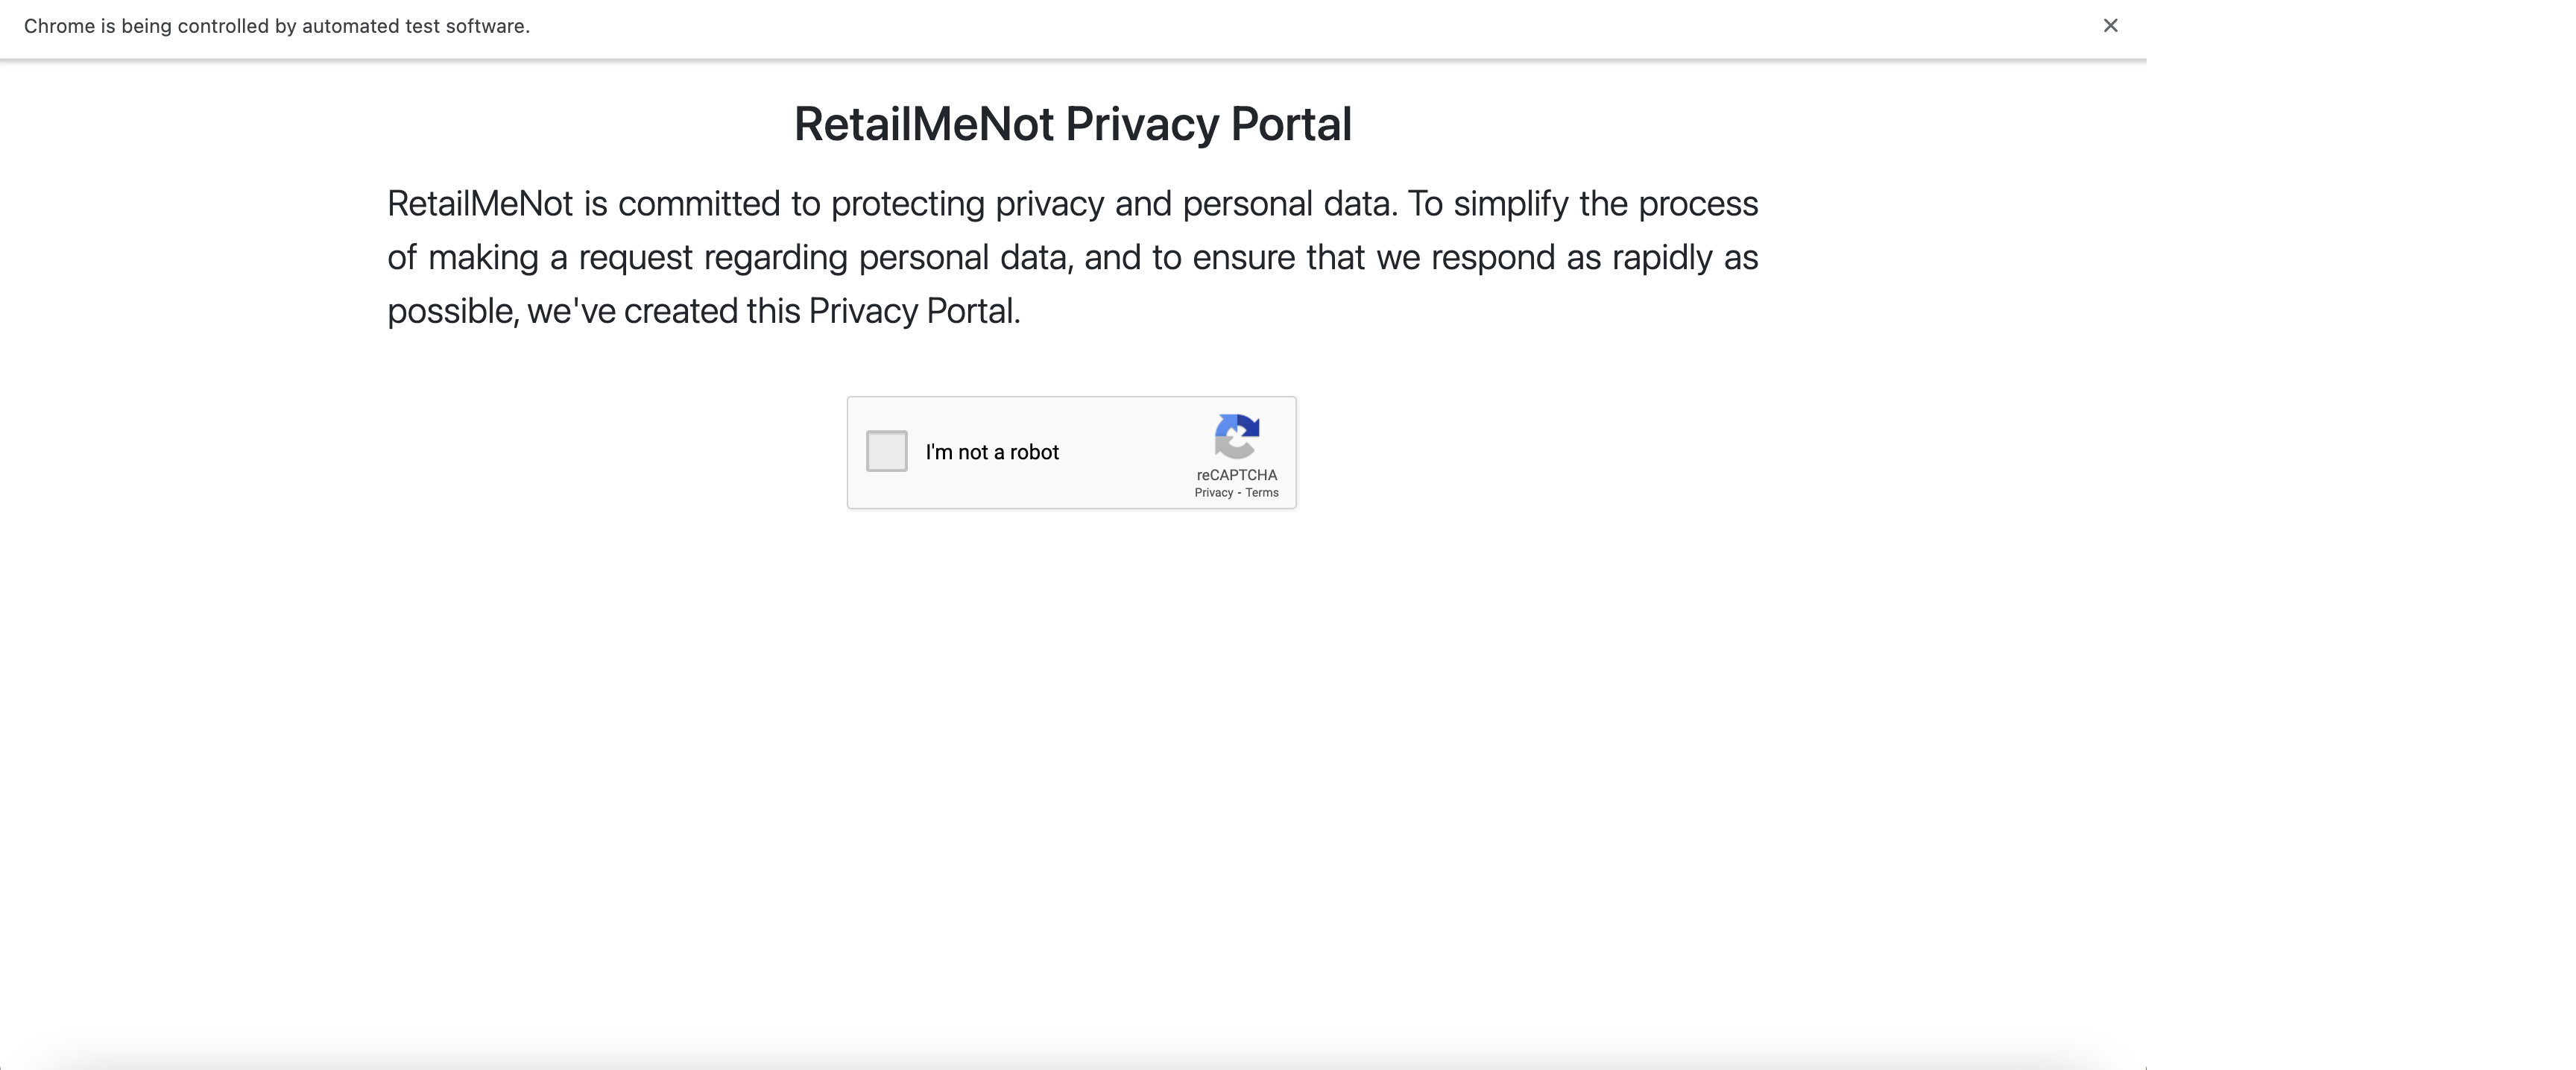 Chrome is being controlled by automated test software.
RetailMeNot Privacy Portal
RetailMeNot is committed to protecting privacy and personal data. To simplify the process
of making a request regarding personal data, and to ensure that we respond as rapidly as
possible, we've created this Privacy Portal.
I'm not a robot
reCAPTCHA
Privacy - Terms